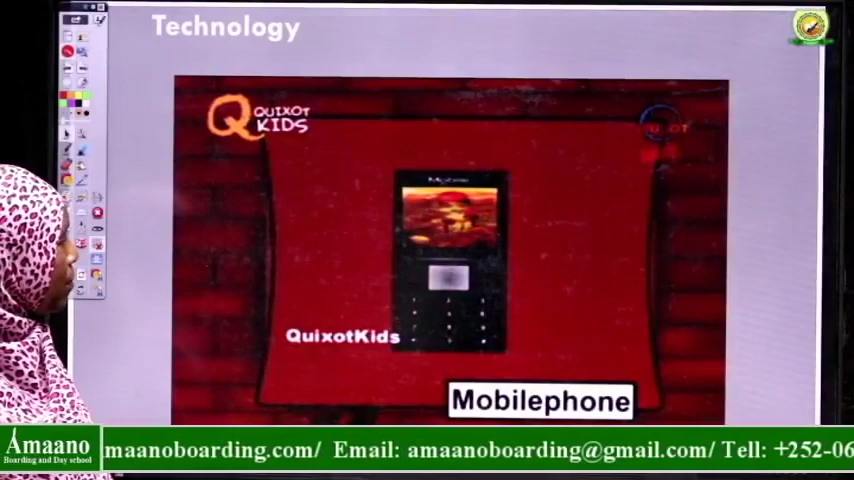 Technology
QUIXOT
KIDS
Mobile
QuixotKids
Mobilephone
Amaano
Boarding and Day school
maanoboarding.com/ Email: amaanoboarding@gmail.com/ Tell: +252-06